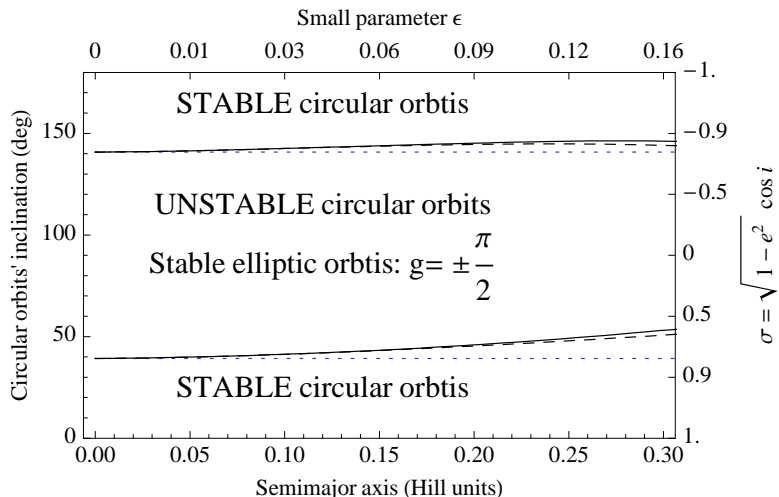 Small parameter ϵ
0 0.01 0.03 0.06 0.09 0.12 0.16
STABLE circular orbtis
UNSTABLE circular orbits
Stable elliptic orbtis: g= ± π/2
STABLE circular orbtis
Circular orbits' inclination (deg)
150
100
50
0
-1.
-0.9
-0.5
0
0.5
0.9
1.
σ = √1 − e² cos i
0.00 0.05 0.10 0.15 0.20 0.25 0.30
Semimajor axis (Hill units)